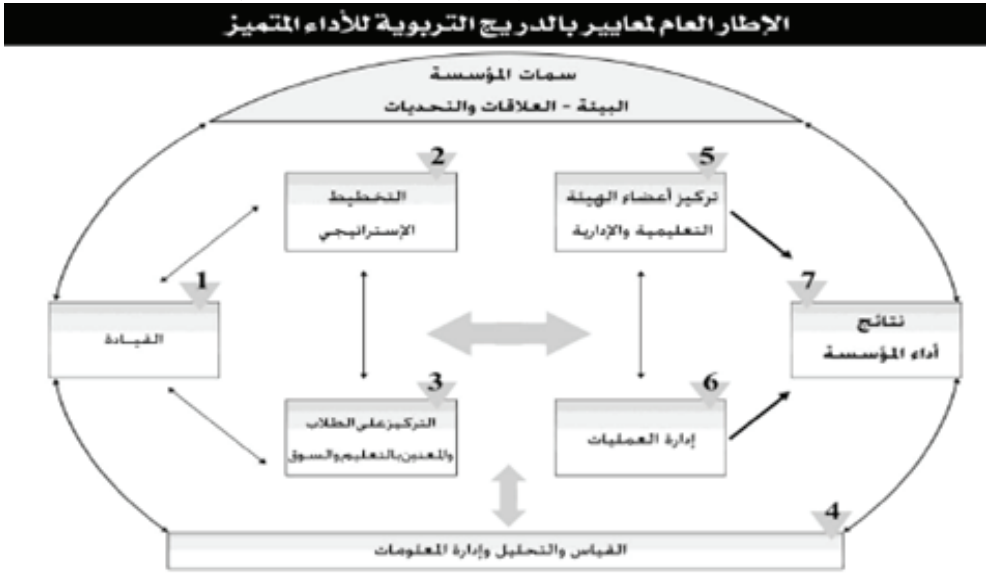 الإطار العام لمعايير بالدريج التربوية للأداء المتميز
سمات المؤسسة
البيئة - العلاقات والتحديات
5
تركيز أعضاء الهيئة
التعليمية والإدارية
2
التخطيط
الإستراتيجي
7
نتائج
أداء المؤسسة
1
القيـادة
6
إدارة العمليات
3
التركيز على الطلاب
والمعنين بالتعليم والسوق
4
القياس والتحليل وإدارة المعلومات